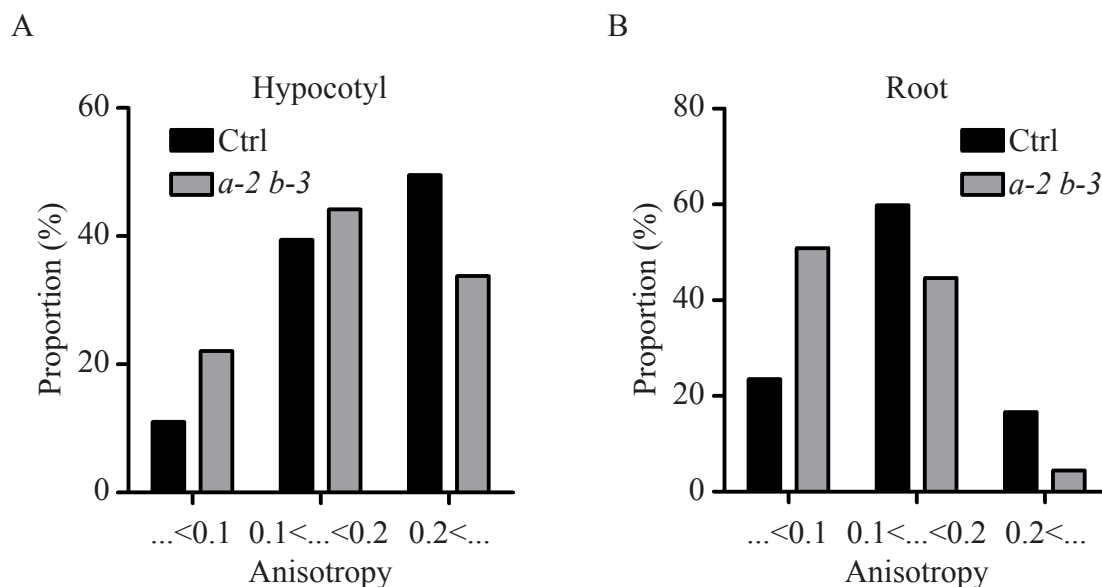 A
Hypocotyl
Proportion (%)
60
40
20
0
Ctrl
a-2 b-3
...<0.1
0.1<...<0.2
0.2<...
Anisotropy
B
Root
Proportion (%)
80
60
40
20
0
Ctrl
a-2 b-3
...<0.1
0.1<...<0.2
0.2<...
Anisotropy